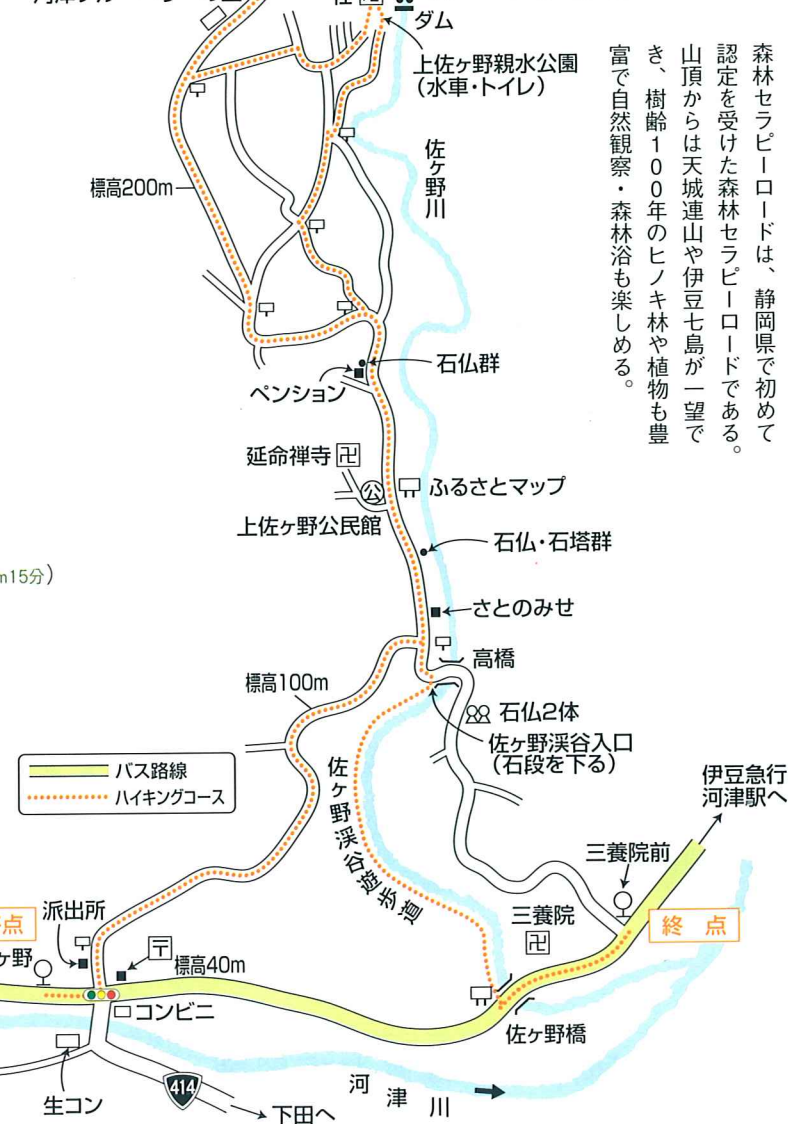 ダム
上佐ヶ野親水公園
（水車・トイレ）
森林セラピーロードは、静岡県で初めて
認定を受けた森林セラピーロードである。
山頂からは天城連山や伊豆七島が一望で
き、樹齢１００年のヒノキ林や植物も豊
富で自然観察・森林浴も楽しめる。
佐ヶ野川
標高200m
石仏群
ペンション
延命禅寺
卍
公
ふるさとマップ
上佐ヶ野公民館
石仏・石塔群
m15分）
さとのみせ
高橋
標高100m
石仏2体
佐ヶ野渓谷入口
（石段を下る）
バス路線
ハイキングコース
佐ヶ野渓谷遊歩道
伊豆急行
河津駅へ
三養院前
三養院
卍
終 点
点
派出所
ヶ野
〒
標高40m
コンビニ
佐ヶ野橋
生コン
414
下田へ
河津川